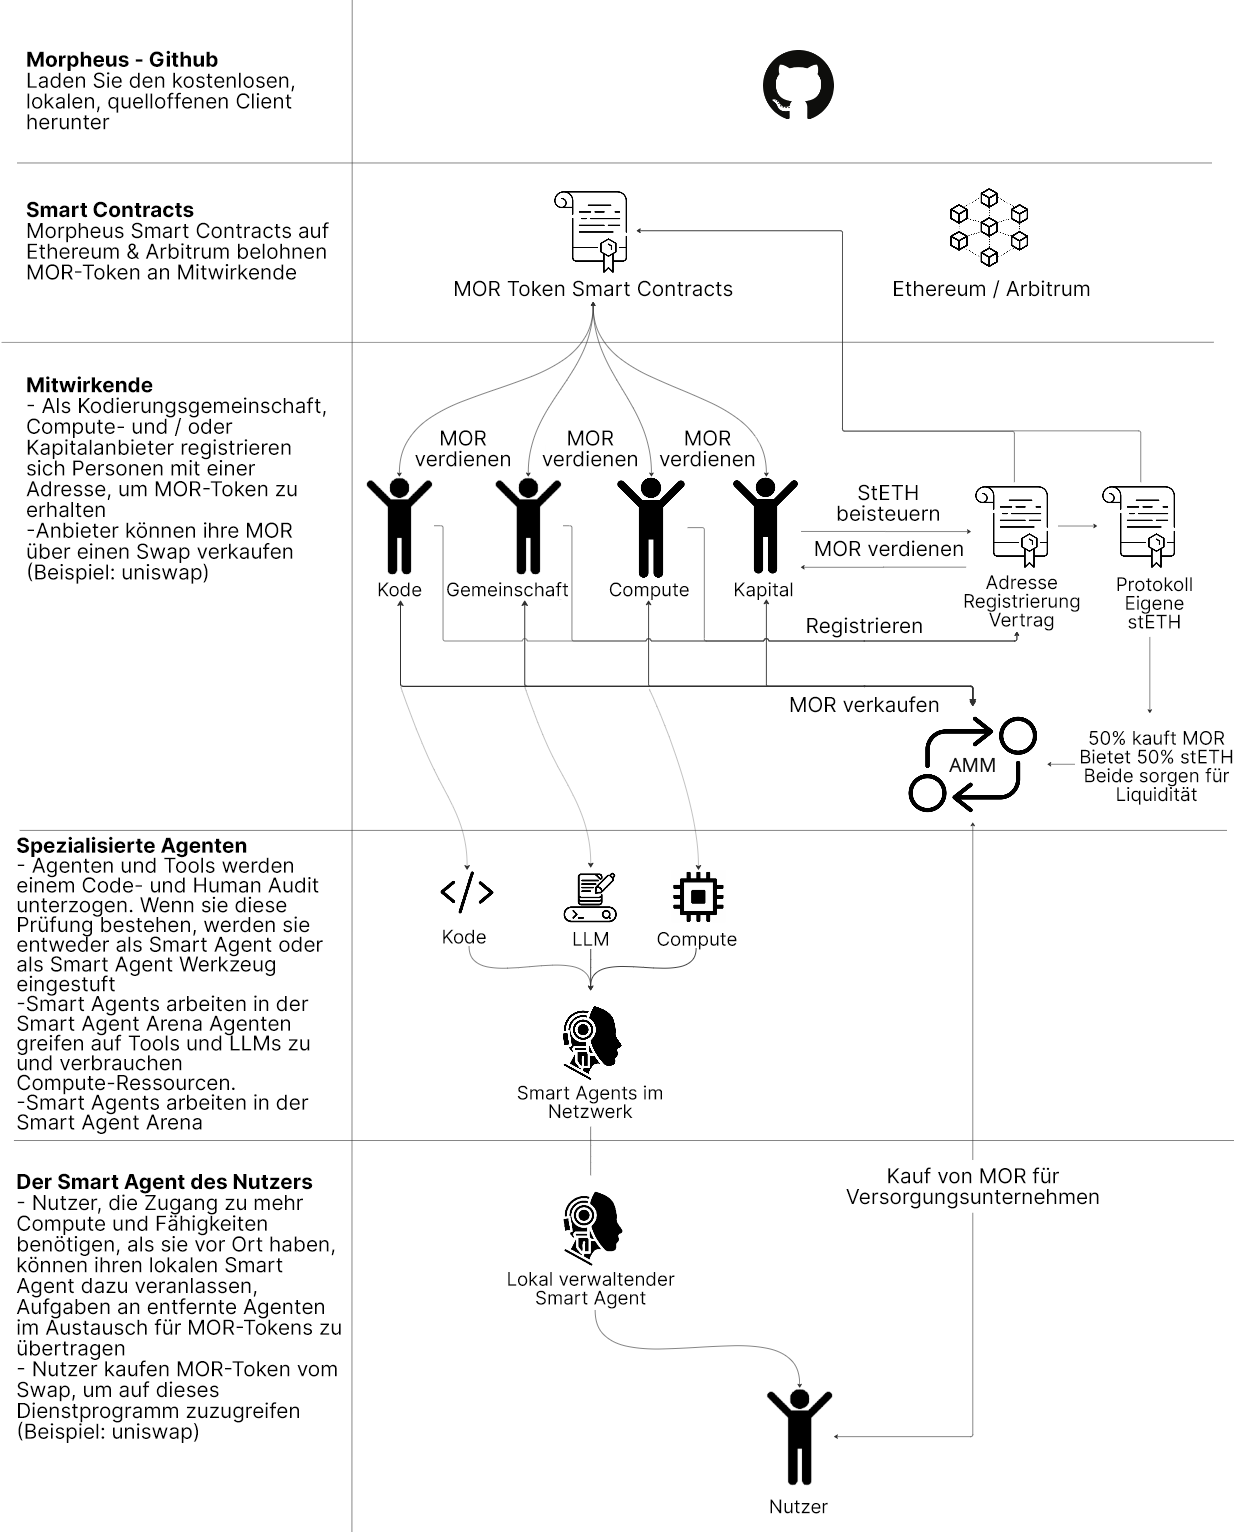 Morpheus - Github
Laden Sie den kostenlosen,
lokalen, quelloffenen Client
herunter
Smart Contracts
Morpheus Smart Contracts auf
Ethereum & Arbitrum belohnen
MOR-Token an Mitwirkende
MOR Token Smart Contracts
Ethereum / Arbitrum
Mitwirkende
- Als Kodierungsgemeinschaft,
Compute- und / oder
Kapitalanbieter registrieren
sich Personen mit einer
Adresse, um MOR-Token zu
erhalten
-Anbieter können ihre MOR
über einen Swap verkaufen
(Beispiel: uniswap)
MOR
verdienen
MOR
verdienen
MOR
verdienen
Kode
Gemeinschaft
Compute
Kapital
StETH
beisteuern
MOR verdienen
Adresse
Registrierung
Vertrag
Protokoll
Eigene
stETH
Registrieren
MOR verkaufen
AMM
50% kauft MOR
Bietet 50% stETH
Beide sorgen für
Liquidität
Spezialisierte Agenten
- Agenten und Tools werden
einem Code- und Human Audit
unterzogen. Wenn sie diese
Prüfung bestehen, werden sie
entweder als Smart Agent oder
als Smart Agent Werkzeug
eingestuft
-Smart Agents arbeiten in der
Smart Agent Arena Agenten
greifen auf Tools und LLMs zu
und verbrauchen
Compute-Ressourcen.
-Smart Agents arbeiten in der
Smart Agent Arena
Kode
LLM
Compute
Smart Agents im
Netzwerk
Der Smart Agent des Nutzers
- Nutzer, die Zugang zu mehr
Compute und Fähigkeiten
benötigen, als sie vor Ort haben,
können ihren lokalen Smart
Agent dazu veranlassen,
Aufgaben an entfernte Agenten
im Austausch für MOR-Tokens zu
übertragen
- Nutzer kaufen MOR-Token vom
Swap, um auf dieses
Dienstprogramm zuzugreifen
(Beispiel: uniswap)
Kauf von MOR für
Versorgungsunternehmen
Lokal verwaltender
Smart Agent
Nutzer